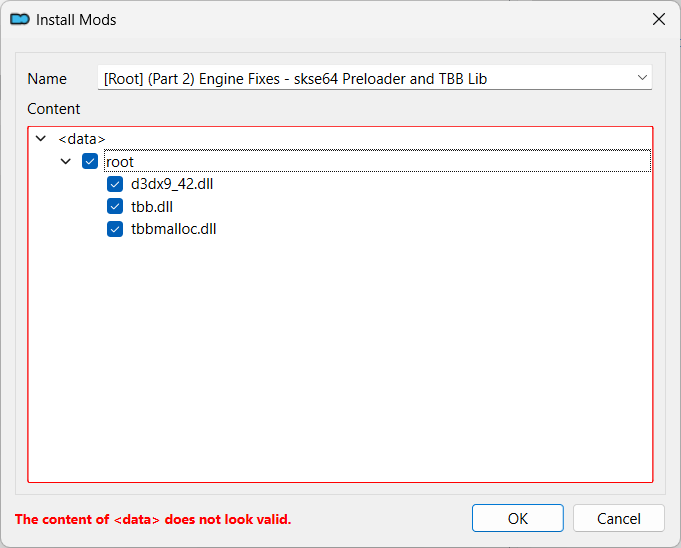 Install Mods
Name
[Root] (Part 2) Engine Fixes - skse64 Preloader and TBB Lib
Content
<data>
root
d3dx9_42.dll
tbb.dll
tbbmalloc.dll
The content of <data> does not look valid.
OK
Cancel